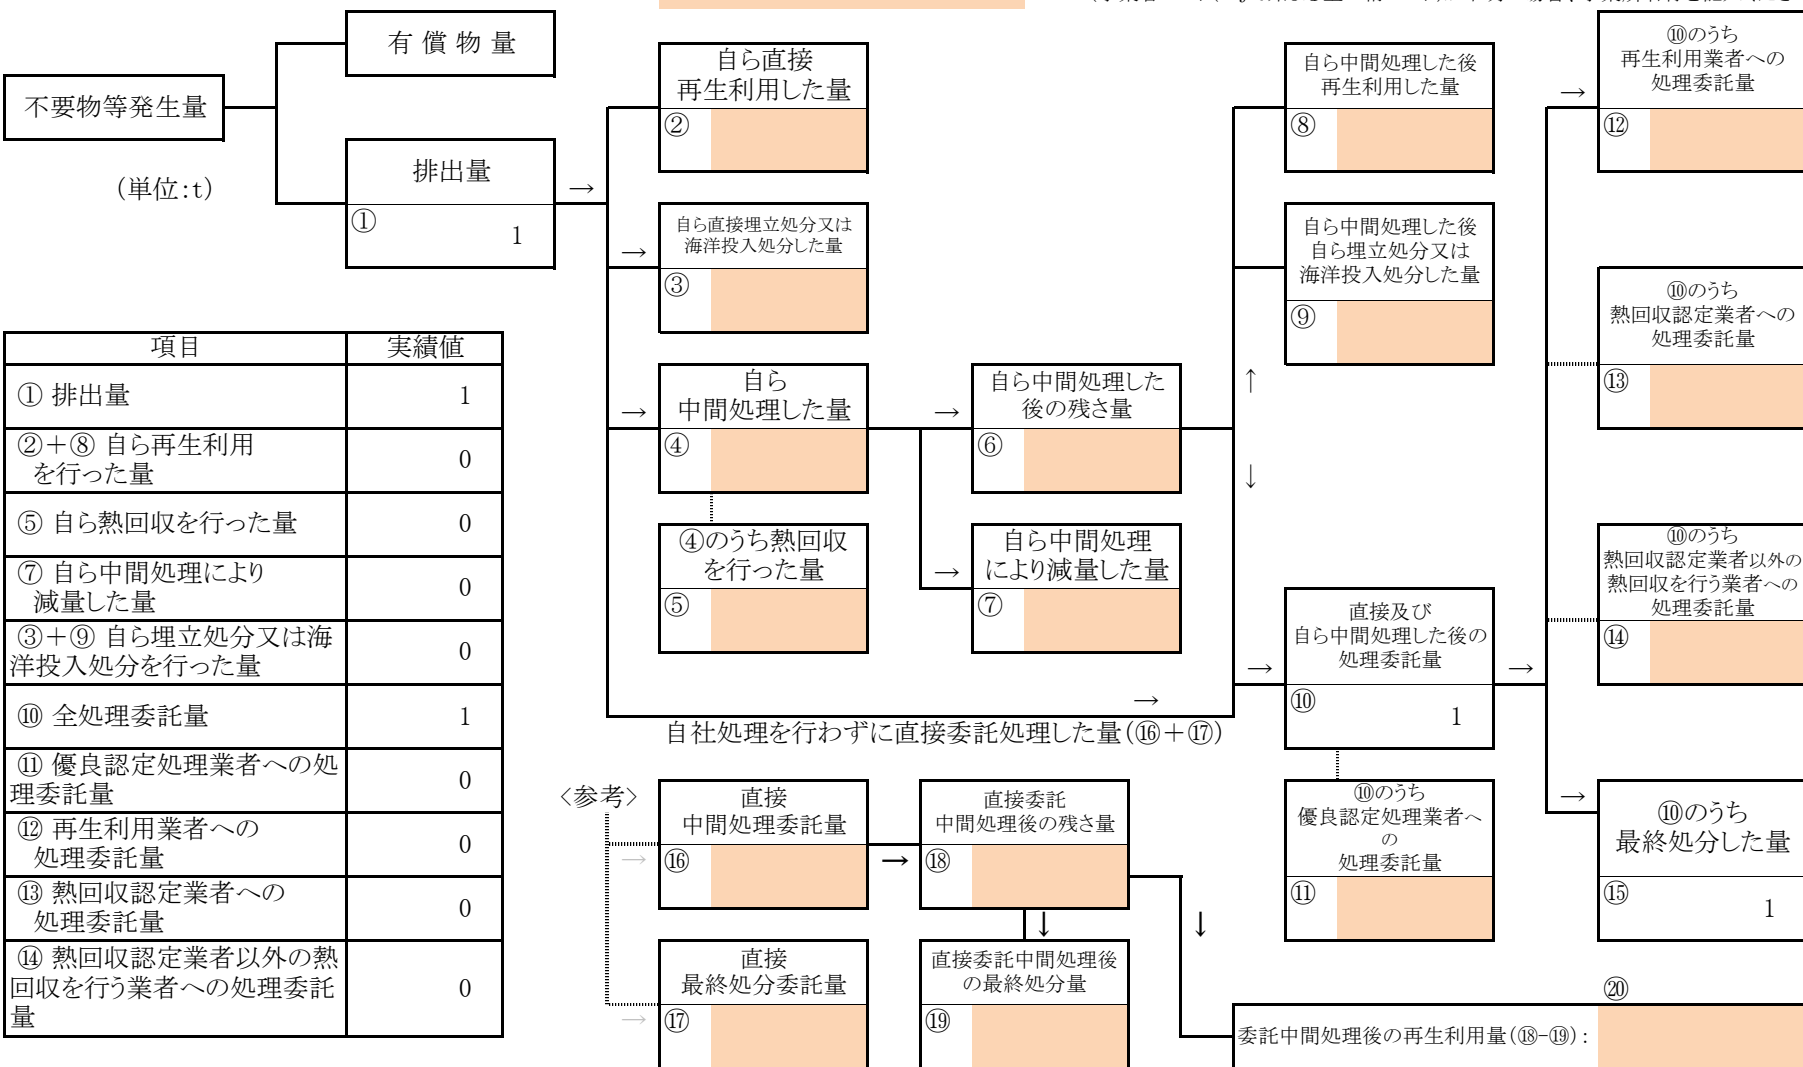 有 償 物 量
不要物等発生量
(単位:t)
排出量
①
1
→
自ら直接
再生利用した量
②
→
自ら直接埋立処分又は
海洋投入処分した量
③
→
自ら
中間処理した量
④
④のうち熱回収
を行った量
⑤
→
自ら中間処理した
後の残さ量
⑥
→
自ら中間処理
により減量した量
⑦
自ら中間処理した後
再生利用した量
⑧
自ら中間処理した後
自ら埋立処分又は
海洋投入処分した量
⑨
↑
↓
→
自社処理を行わずに直接委託処理した量(⑯+⑰)
→
直接及び
自ら中間処理した後の
処理委託量
⑩
1
→
⑩のうち
優良認定処理業者へ
の
処理委託量
⑪
→
⑩のうち
再生利用業者への
処理委託量
⑫
⑩のうち
熱回収認定業者への
処理委託量
⑬
⑩のうち
熱回収認定業者以外の
熱回収を行う業者への
処理委託量
⑭
→
⑩のうち
最終処分した量
⑮
1
項目 実績値
① 排出量 1
②+⑧ 自ら再生利用
を行った量 0
⑤ 自ら熱回収を行った量 0
⑦ 自ら中間処理により
減量した量 0
③+⑨ 自ら埋立処分又は海
洋投入処分を行った量 0
⑩ 全処理委託量 1
⑪ 優良認定処理業者への処
理委託量 0
⑫ 再生利用業者への
処理委託量 0
⑬ 熱回収認定業者への
処理委託量 0
⑭ 熱回収認定業者以外の熱
回収を行う業者への処理委託
量 0
<参考>
→
直接
中間処理委託量
⑯
→
直接委託
中間処理後の残さ量
⑱
↓
↓
→
直接
最終処分委託量
⑰
直接委託中間処理後
の最終処分量
⑲
⑳
委託中間処理後の再生利用量(⑱-⑲):